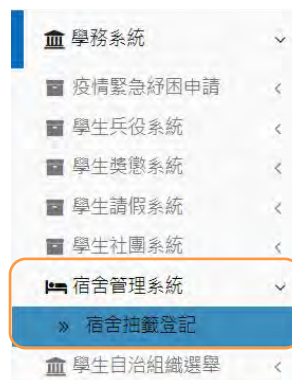 學務系統
疫情緊急紓困申請
學生兵役系統
學生獎懲系統
學生請假系統
學生社團系統
宿舍管理系統
» 宿舍抽籤登記
學生自治組織選舉